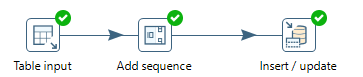 Table input
Add sequence
Insert / update